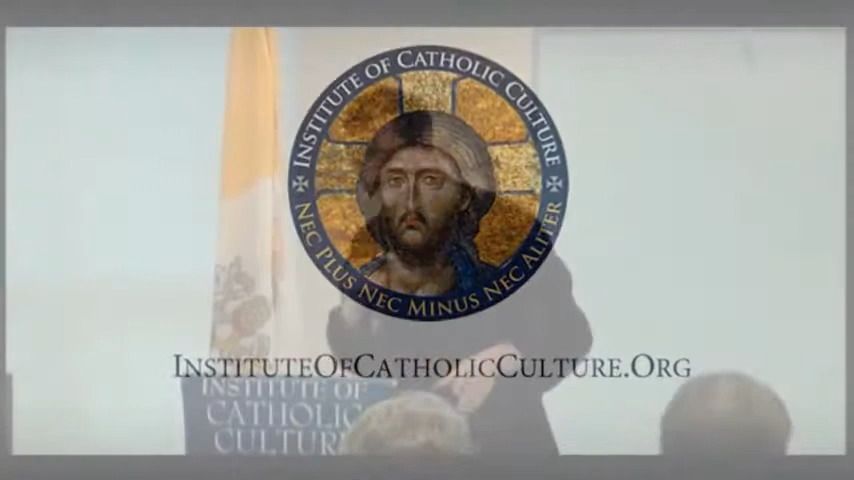 INSTITUTE OF CATHOLIC CULTURE
NEC PLUS NEC MINUS NEC ALITER
INSTITUTEOFCATHOLICCULTURE.ORG
INSTITUTE OF
CATHOLIC
CULTURE